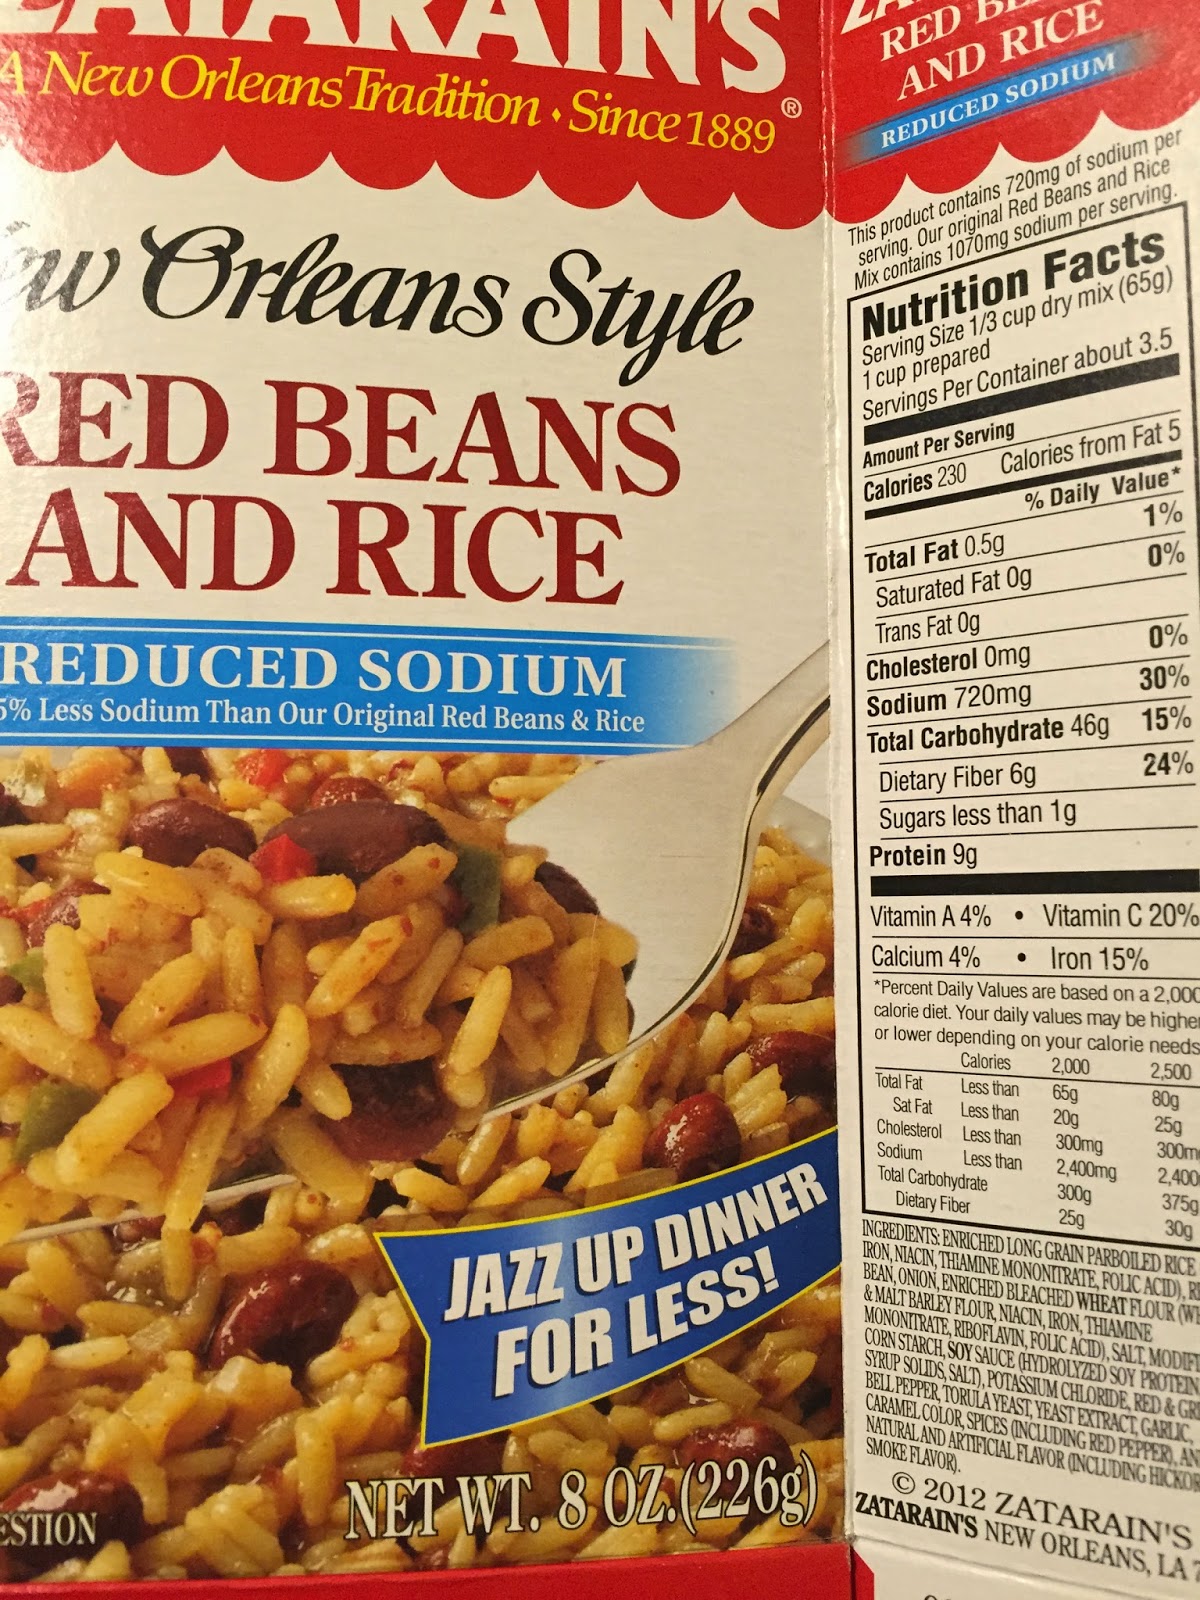 ZATARAIN'S®
A New Orleans Tradition • Since 1889
Orleans Style
RED BEANS
AND RICE
REDUCED SODIUM
5% Less Sodium Than Our Original Red Beans & Rice
JAZZ UP DINNER
FOR LESS!
NET WT. 8 OZ.(226g)
ESTION
RED
AND RICE
REDUCED SODIUM
This product contains 720mg of sodium per
serving. Our original Red Beans and Rice
Mix contains 1070mg sodium per serving.
Nutrition Facts
Serving Size 1/3 cup dry mix (65g)
1 cup prepared
Servings Per Container about 3.5
Amount Per Serving
Calories 230 Calories from Fat 5
% Daily Value*
Total Fat 0.5g 1%
Saturated Fat 0g 0%
Trans Fat 0g
Cholesterol 0mg 0%
Sodium 720mg 30%
Total Carbohydrate 46g 15%
Dietary Fiber 6g 24%
Sugars less than 1g
Protein 9g
Vitamin A 4% • Vitamin C 20%
Calcium 4% • Iron 15%
*Percent Daily Values are based on a 2,000
calorie diet. Your daily values may be higher
or lower depending on your calorie needs
Calories 2,000 2,500
Total Fat Less than 65g 80g
Sat Fat Less than 20g 25g
Cholesterol Less than 300mg 300m
Sodium Less than 2,400mg 2,400
Total Carbohydrate 300g 375g
Dietary Fiber 25g 30g
INGREDIENTS: ENRICHED LONG GRAIN PARBOILED RICE
IRON, NIACIN, THIAMINE MONONITRATE, FOLIC ACID), R
BEAN, ONION, ENRICHED BLEACHED WHEAT FLOUR (W
& MALT BARLEY FLOUR, NIACIN, IRON, THIAMINE
MONONITRATE, RIBOFLAVIN, FOLIC ACID), SALT, MODIF
CORN STARCH, SOY SAUCE (HYDROLYZED SOY PROTEIN
SYRUP SOLIDS, SALT), POTASSIUM CHLORIDE, RED & GR
BELL PEPPER, TORULA YEAST, YEAST EXTRACT, GARLIC,
CARAMEL COLOR, SPICES (INCLUDING RED PEPPER), AN
NATURAL AND ARTIFICIAL FLAVOR (INCLUDING HICKO
SMOKE FLAVOR).
© 2012 ZATARAIN'S
ZATARAIN'S NEW ORLEANS, LA 7